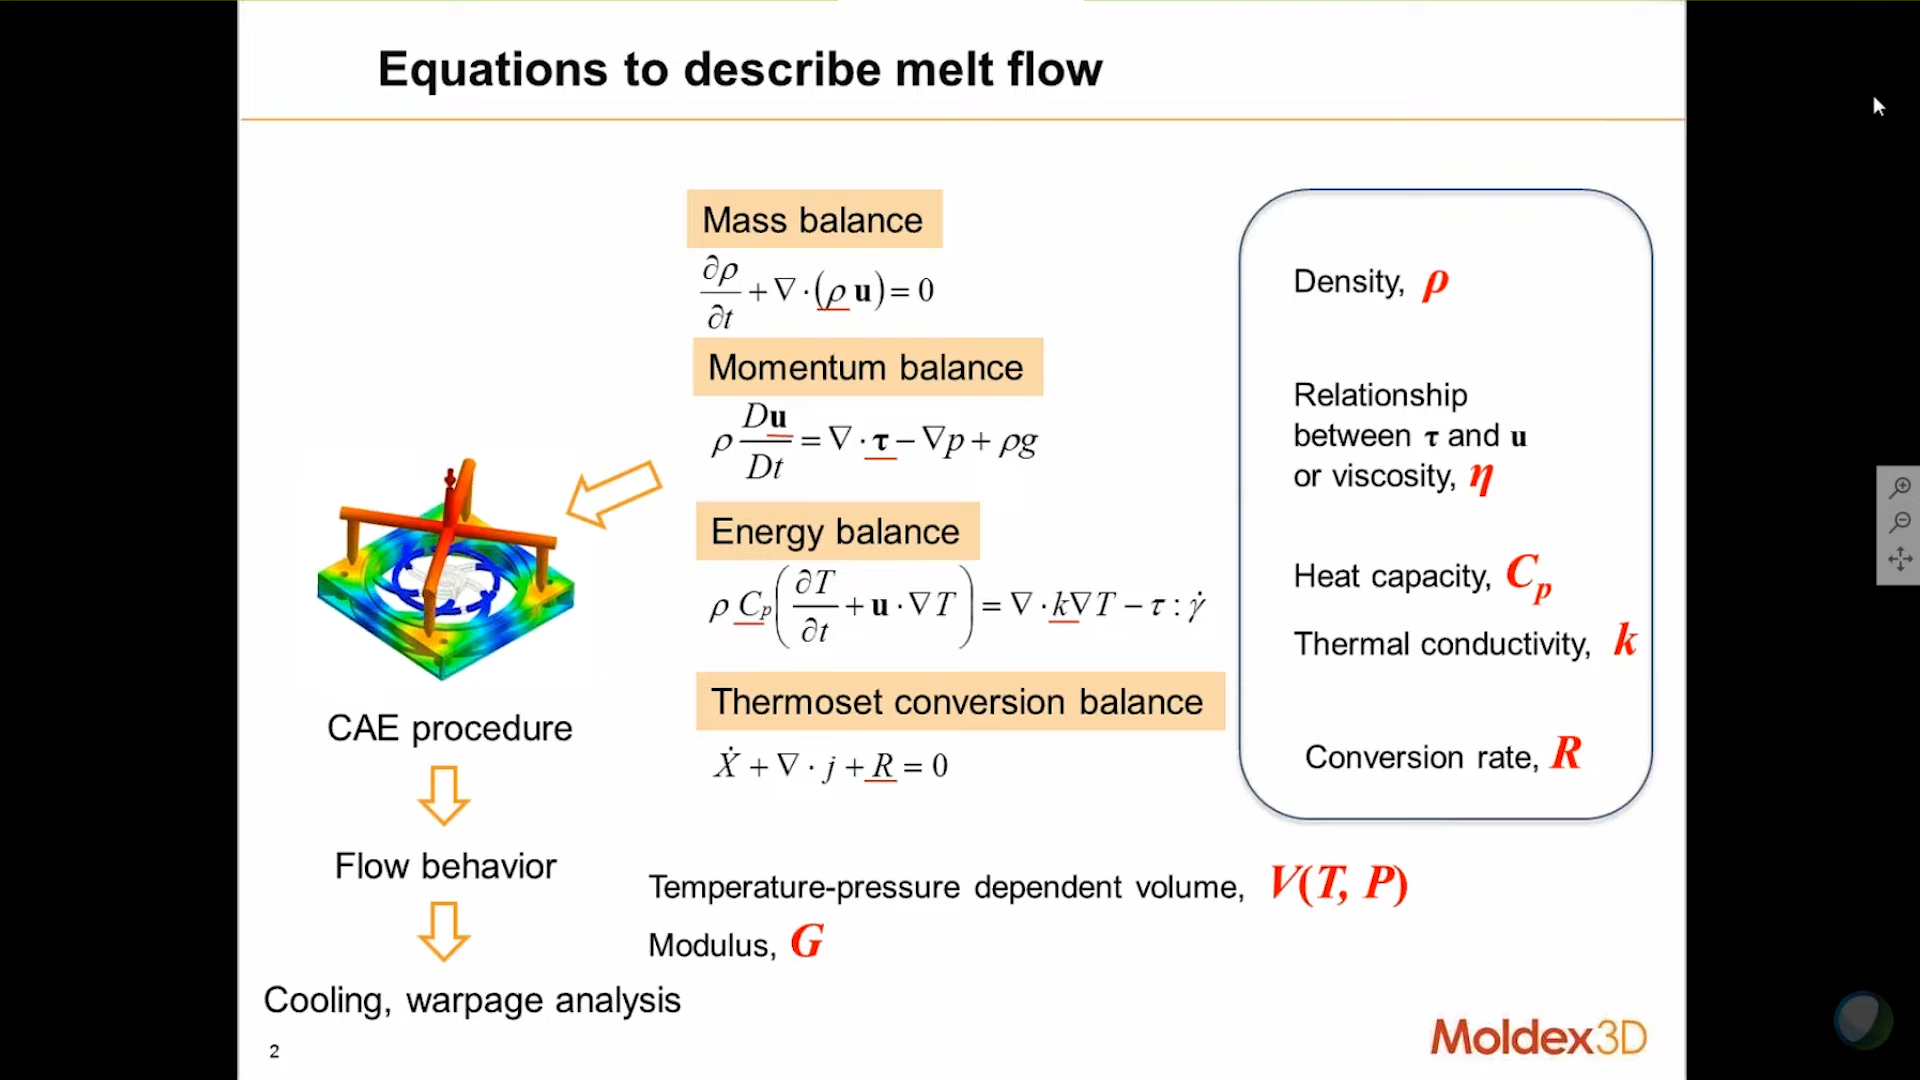 Equations to describe melt flow
Mass balance
∂ρ/∂t + ∇ · (ρ u) = 0
Momentum balance
ρ Du/Dt = ∇ · τ − ∇p + ρg
Energy balance
ρ Cp (∂T/∂t + u · ∇T) = ∇ · k∇T − τ : γ̇
Thermoset conversion balance
Ẋ + ∇ · j + R = 0
Density, ρ
Relationship
between τ and u
or viscosity, η
Heat capacity, Cp
Thermal conductivity, k
Conversion rate, R
CAE procedure
Flow behavior
Cooling, warpage analysis
Temperature-pressure dependent volume, V(T, P)
Modulus, G
2
Moldex3D